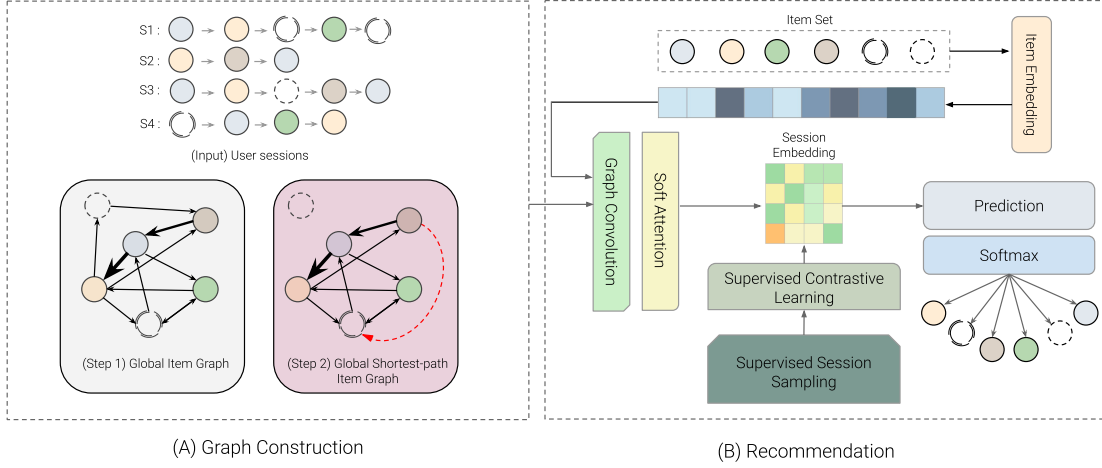 S1 :
S2 :
S3 :
S4 :
(Input) User sessions
(Step 1) Global Item Graph
(Step 2) Global Shortest-path
Item Graph
(A) Graph Construction
Item Set
Item Embedding
Graph Convolution
Soft Attention
Session
Embedding
Supervised Contrastive
Learning
Supervised Session
Sampling
Prediction
Softmax
(B) Recommendation